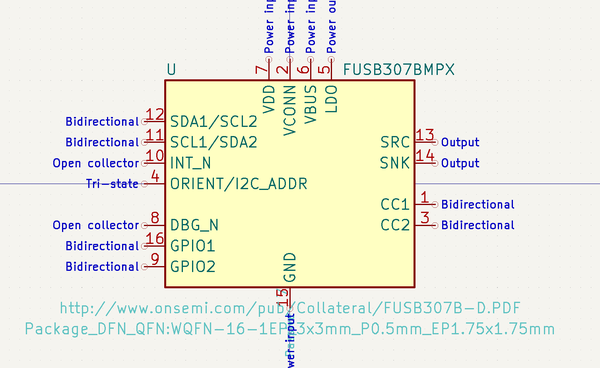 Power in
Power in
Power in
Power ou
7
2
6
5
U
FUSB307BMPX
VDD
VCONN
VBUS
LDO
Bidirectional 12 SDA1/SCL2
Bidirectional 11 SCL1/SDA2
SRC 13 Output
Open collector 10 INT_N
SNK 14 Output
Tri-state 4 ORIENT/I2C_ADDR
CC1 1 Bidirectional
Open collector 8 DBG_N
CC2 3 Bidirectional
Bidirectional 16 GPIO1
Bidirectional 9 GPIO2
GND
15
http://www.onsemi.com/pub/Collateral/FUSB307B-D.PDF
Package_DFN_QFN:WQFN-16-1EP_3x3mm_P0.5mm_EP1.75x1.75mm
wer input